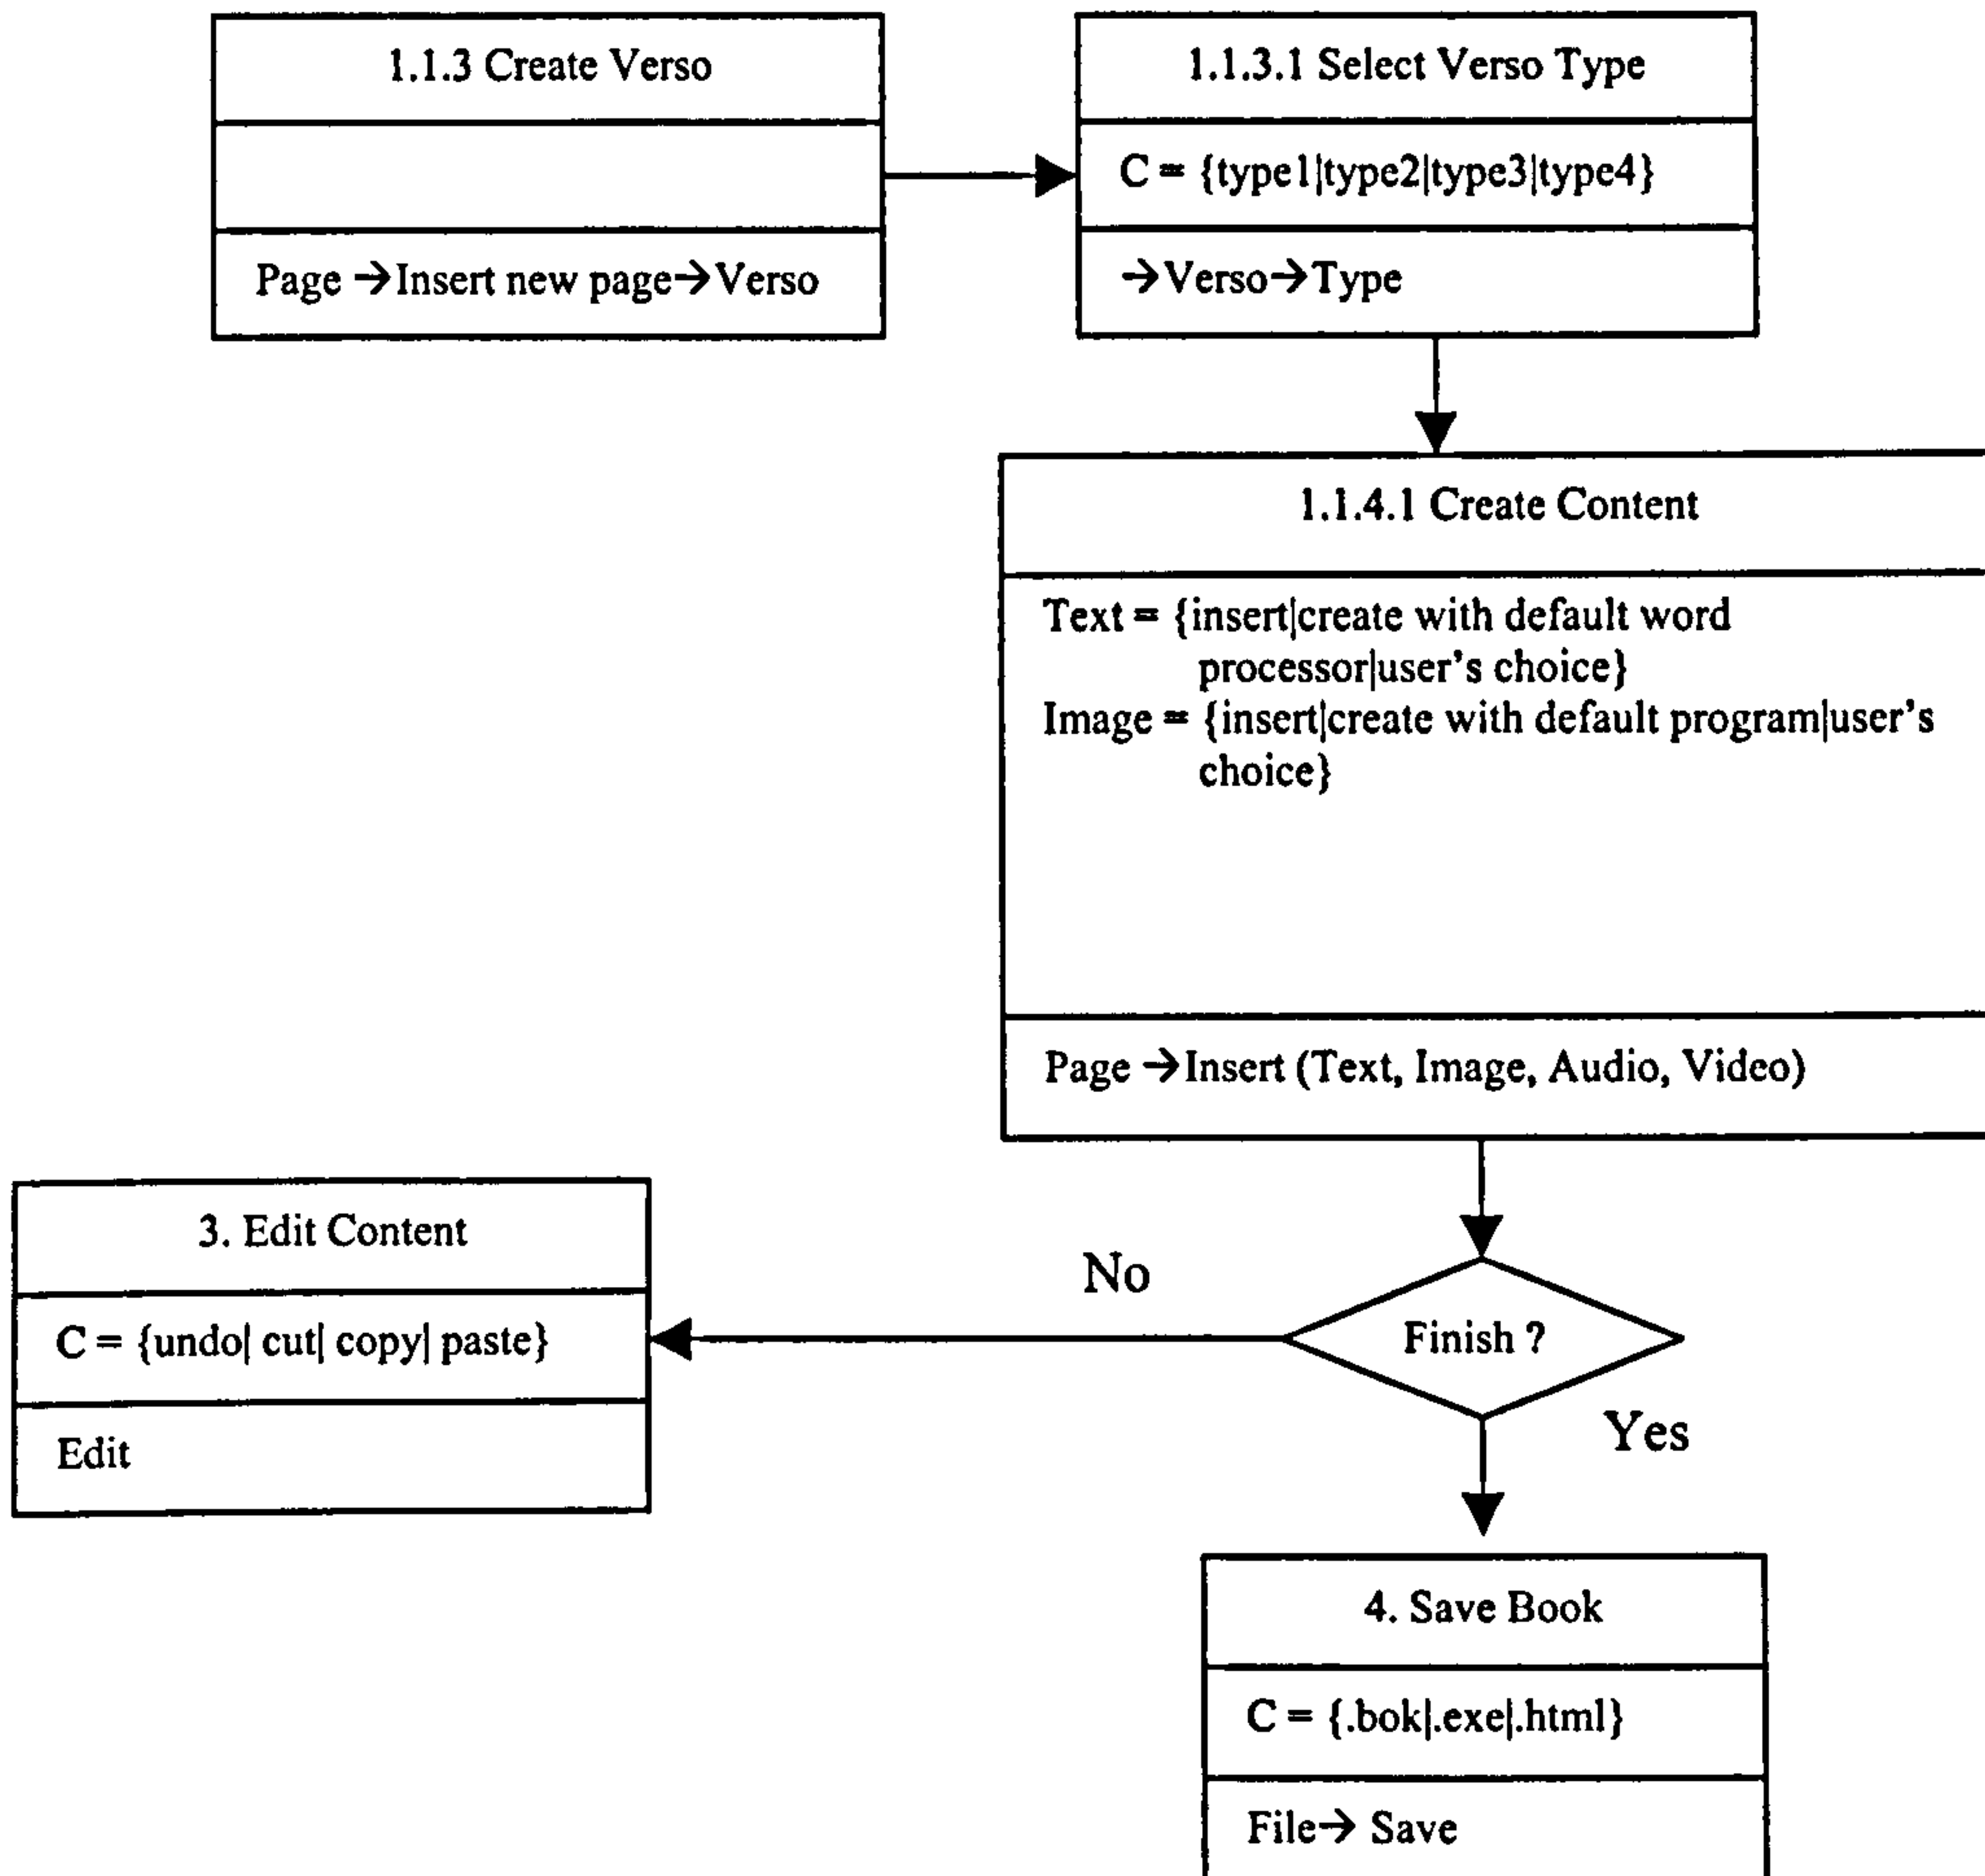 1.1.3 Create Verso
Page →Insert new page→Verso
1.1.3.1 Select Verso Type
C = {type1|type2|type3|type4}
→Verso→Type
1.1.4.1 Create Content
Text = {insert|create with default word
processor|user's choice}
Image = {insert|create with default program|user's
choice}
Page →Insert (Text, Image, Audio, Video)
3. Edit Content
C = {undo| cut| copy| paste}
Edit
No
Finish ?
Yes
4. Save Book
C = {.bok|.exe|.html}
File→ Save